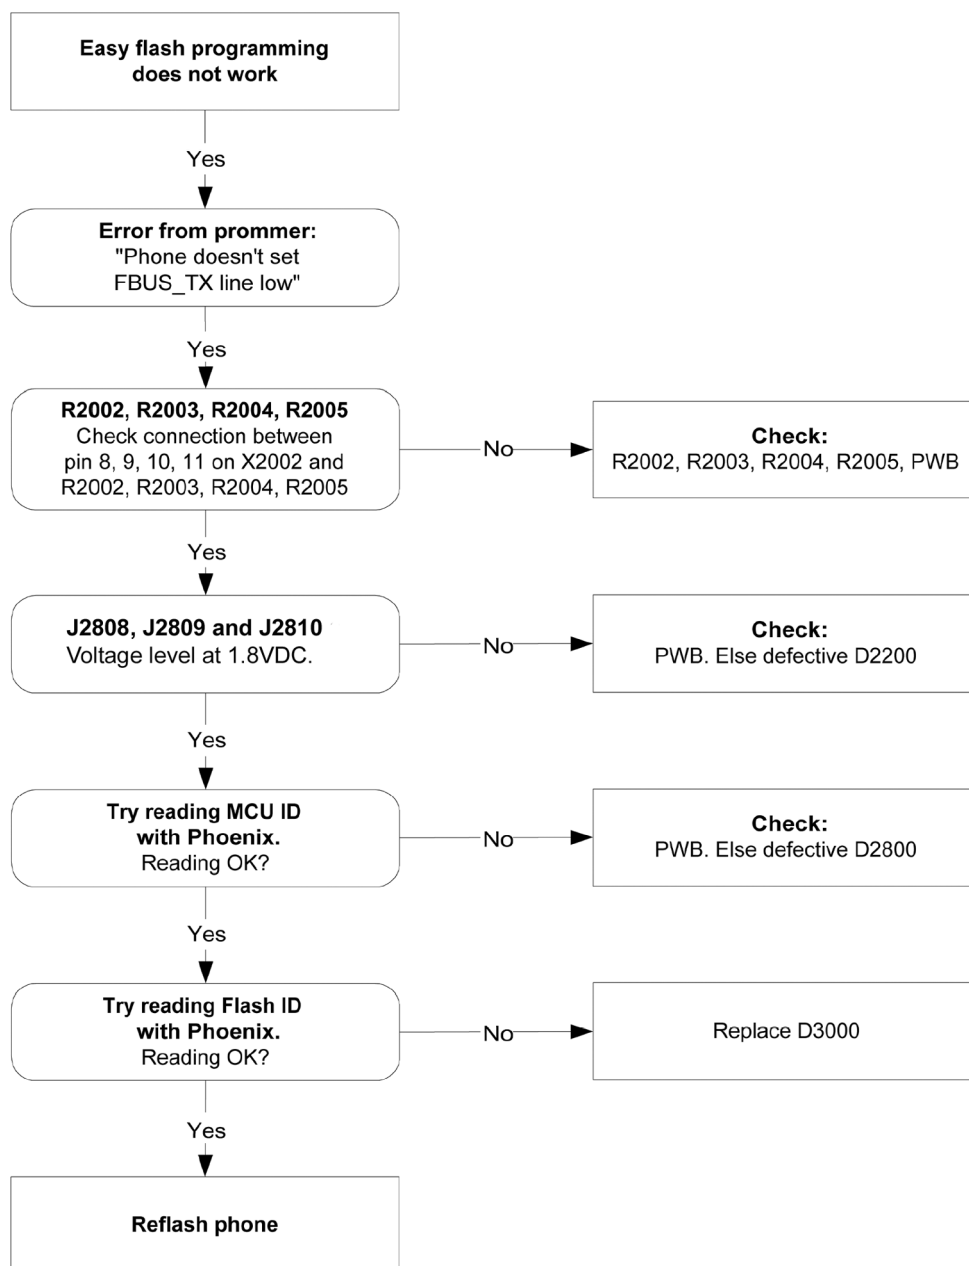 Easy flash programming
does not work
Yes
Error from prommer:
"Phone doesn't set
FBUS_TX line low"
Yes
R2002, R2003, R2004, R2005
Check connection between
pin 8, 9, 10, 11 on X2002 and
R2002, R2003, R2004, R2005
No
Check:
R2002, R2003, R2004, R2005, PWB
Yes
J2808, J2809 and J2810
Voltage level at 1.8VDC.
No
Check:
PWB. Else defective D2200
Yes
Try reading MCU ID
with Phoenix.
Reading OK?
No
Check:
PWB. Else defective D2800
Yes
Try reading Flash ID
with Phoenix.
Reading OK?
No
Replace D3000
Yes
Reflash phone